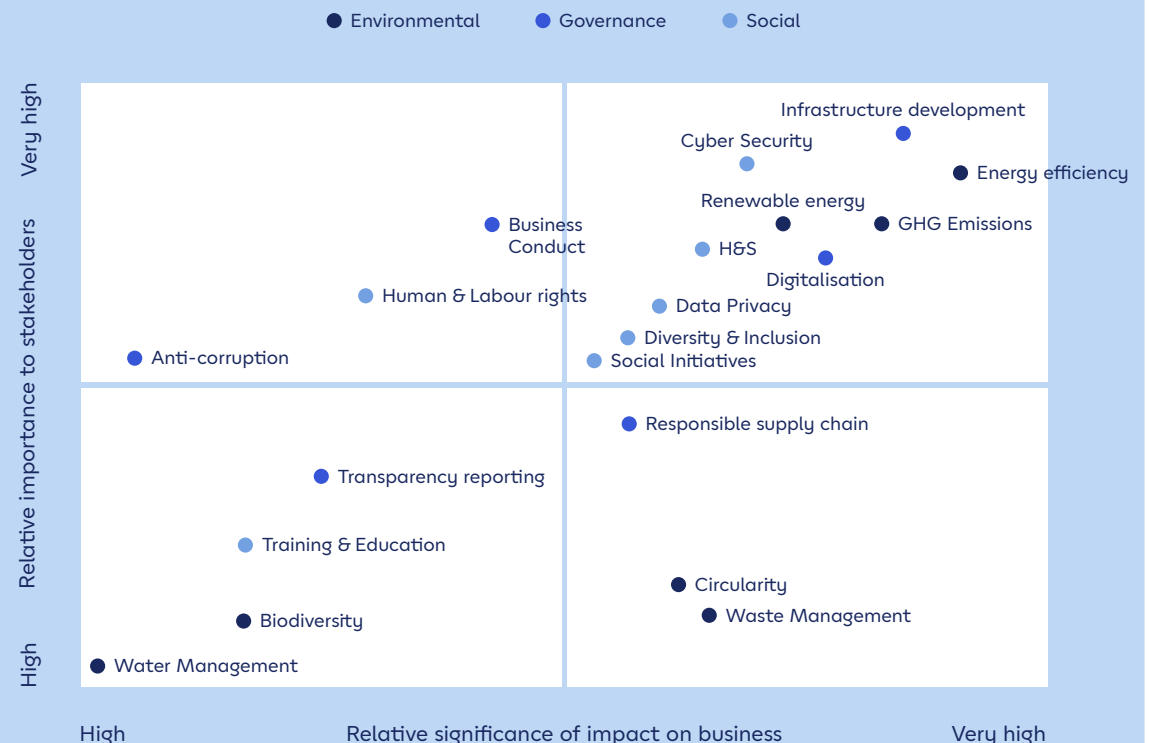 Environmental
Governance
Social
Very high
Relative importance to stakeholders
High
Infrastructure development
Cyber Security
Energy efficiency
Renewable energy
GHG Emissions
Business
Conduct
H&S
Digitalisation
Human & Labour rights
Data Privacy
Diversity & Inclusion
Anti-corruption
Social Initiatives
Responsible supply chain
Transparency reporting
Training & Education
Circularity
Waste Management
Biodiversity
Water Management
High
Relative significance of impact on business
Very high